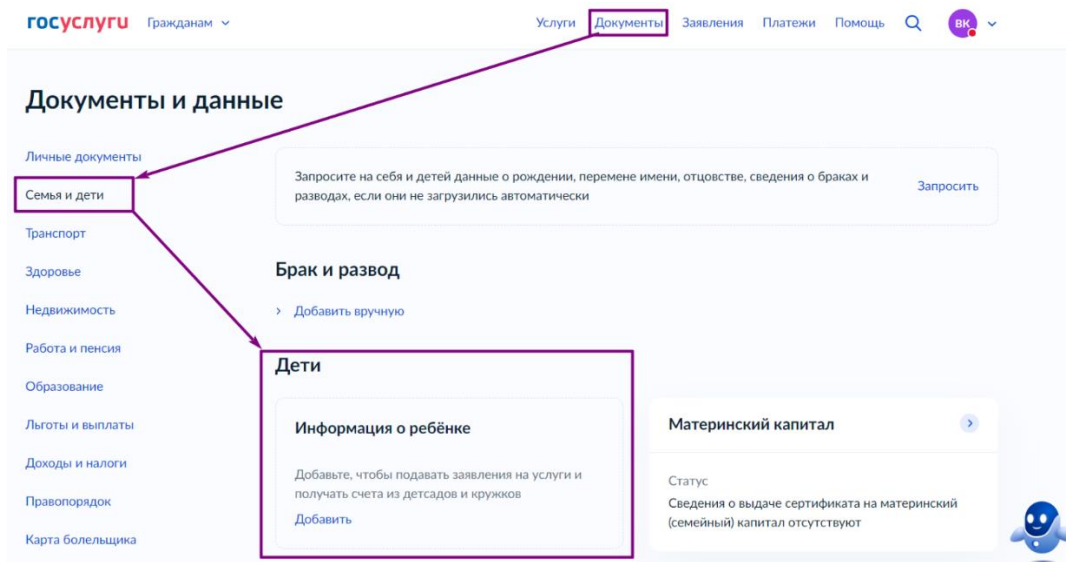 госуслуги Гражданам Услуги Документы Заявления Платежи Помощь ВК
Документы и данные
Личные документы
Семья и дети
Транспорт
Здоровье
Недвижимость
Работа и пенсия
Образование
Льготы и выплаты
Доходы и налоги
Правопорядок
Карта болельщика
Запросите на себя и детей данные о рождении, перемене имени, отцовстве, сведения о браках и
разводах, если они не загрузились автоматически
Запросить
Брак и развод
Добавить вручную
Дети
Информация о ребёнке
Добавьте, чтобы подавать заявления на услуги и
получать счета из детсадов и кружков
Добавить
Материнский капитал
Статус
Сведения о выдаче сертификата на материнский
(семейный) капитал отсутствуют